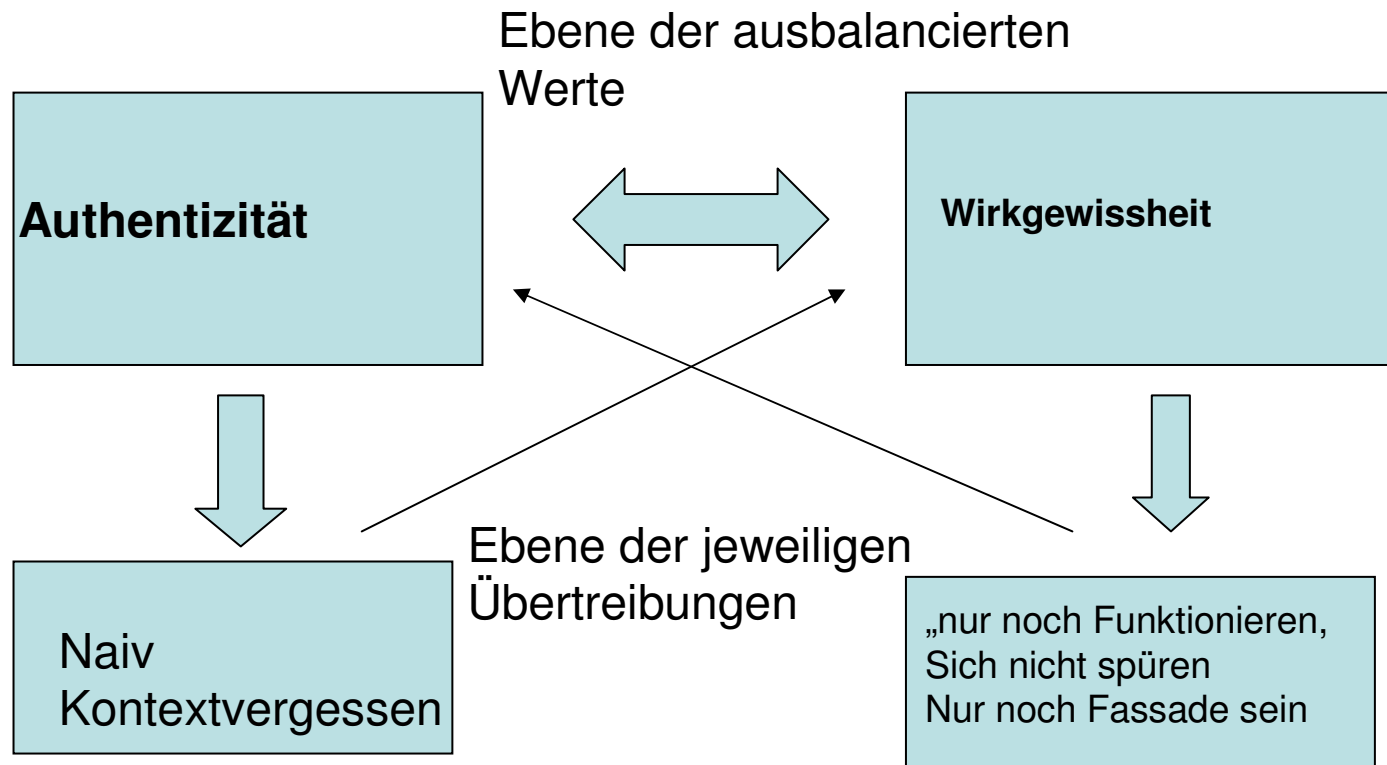 Ebene der ausbalancierten
Werte
Authentizität
Wirkgewissheit
Ebene der jeweiligen
Übertreibungen
Naiv
Kontextvergessen
„nur noch Funktionieren,
Sich nicht spüren
Nur noch Fassade sein